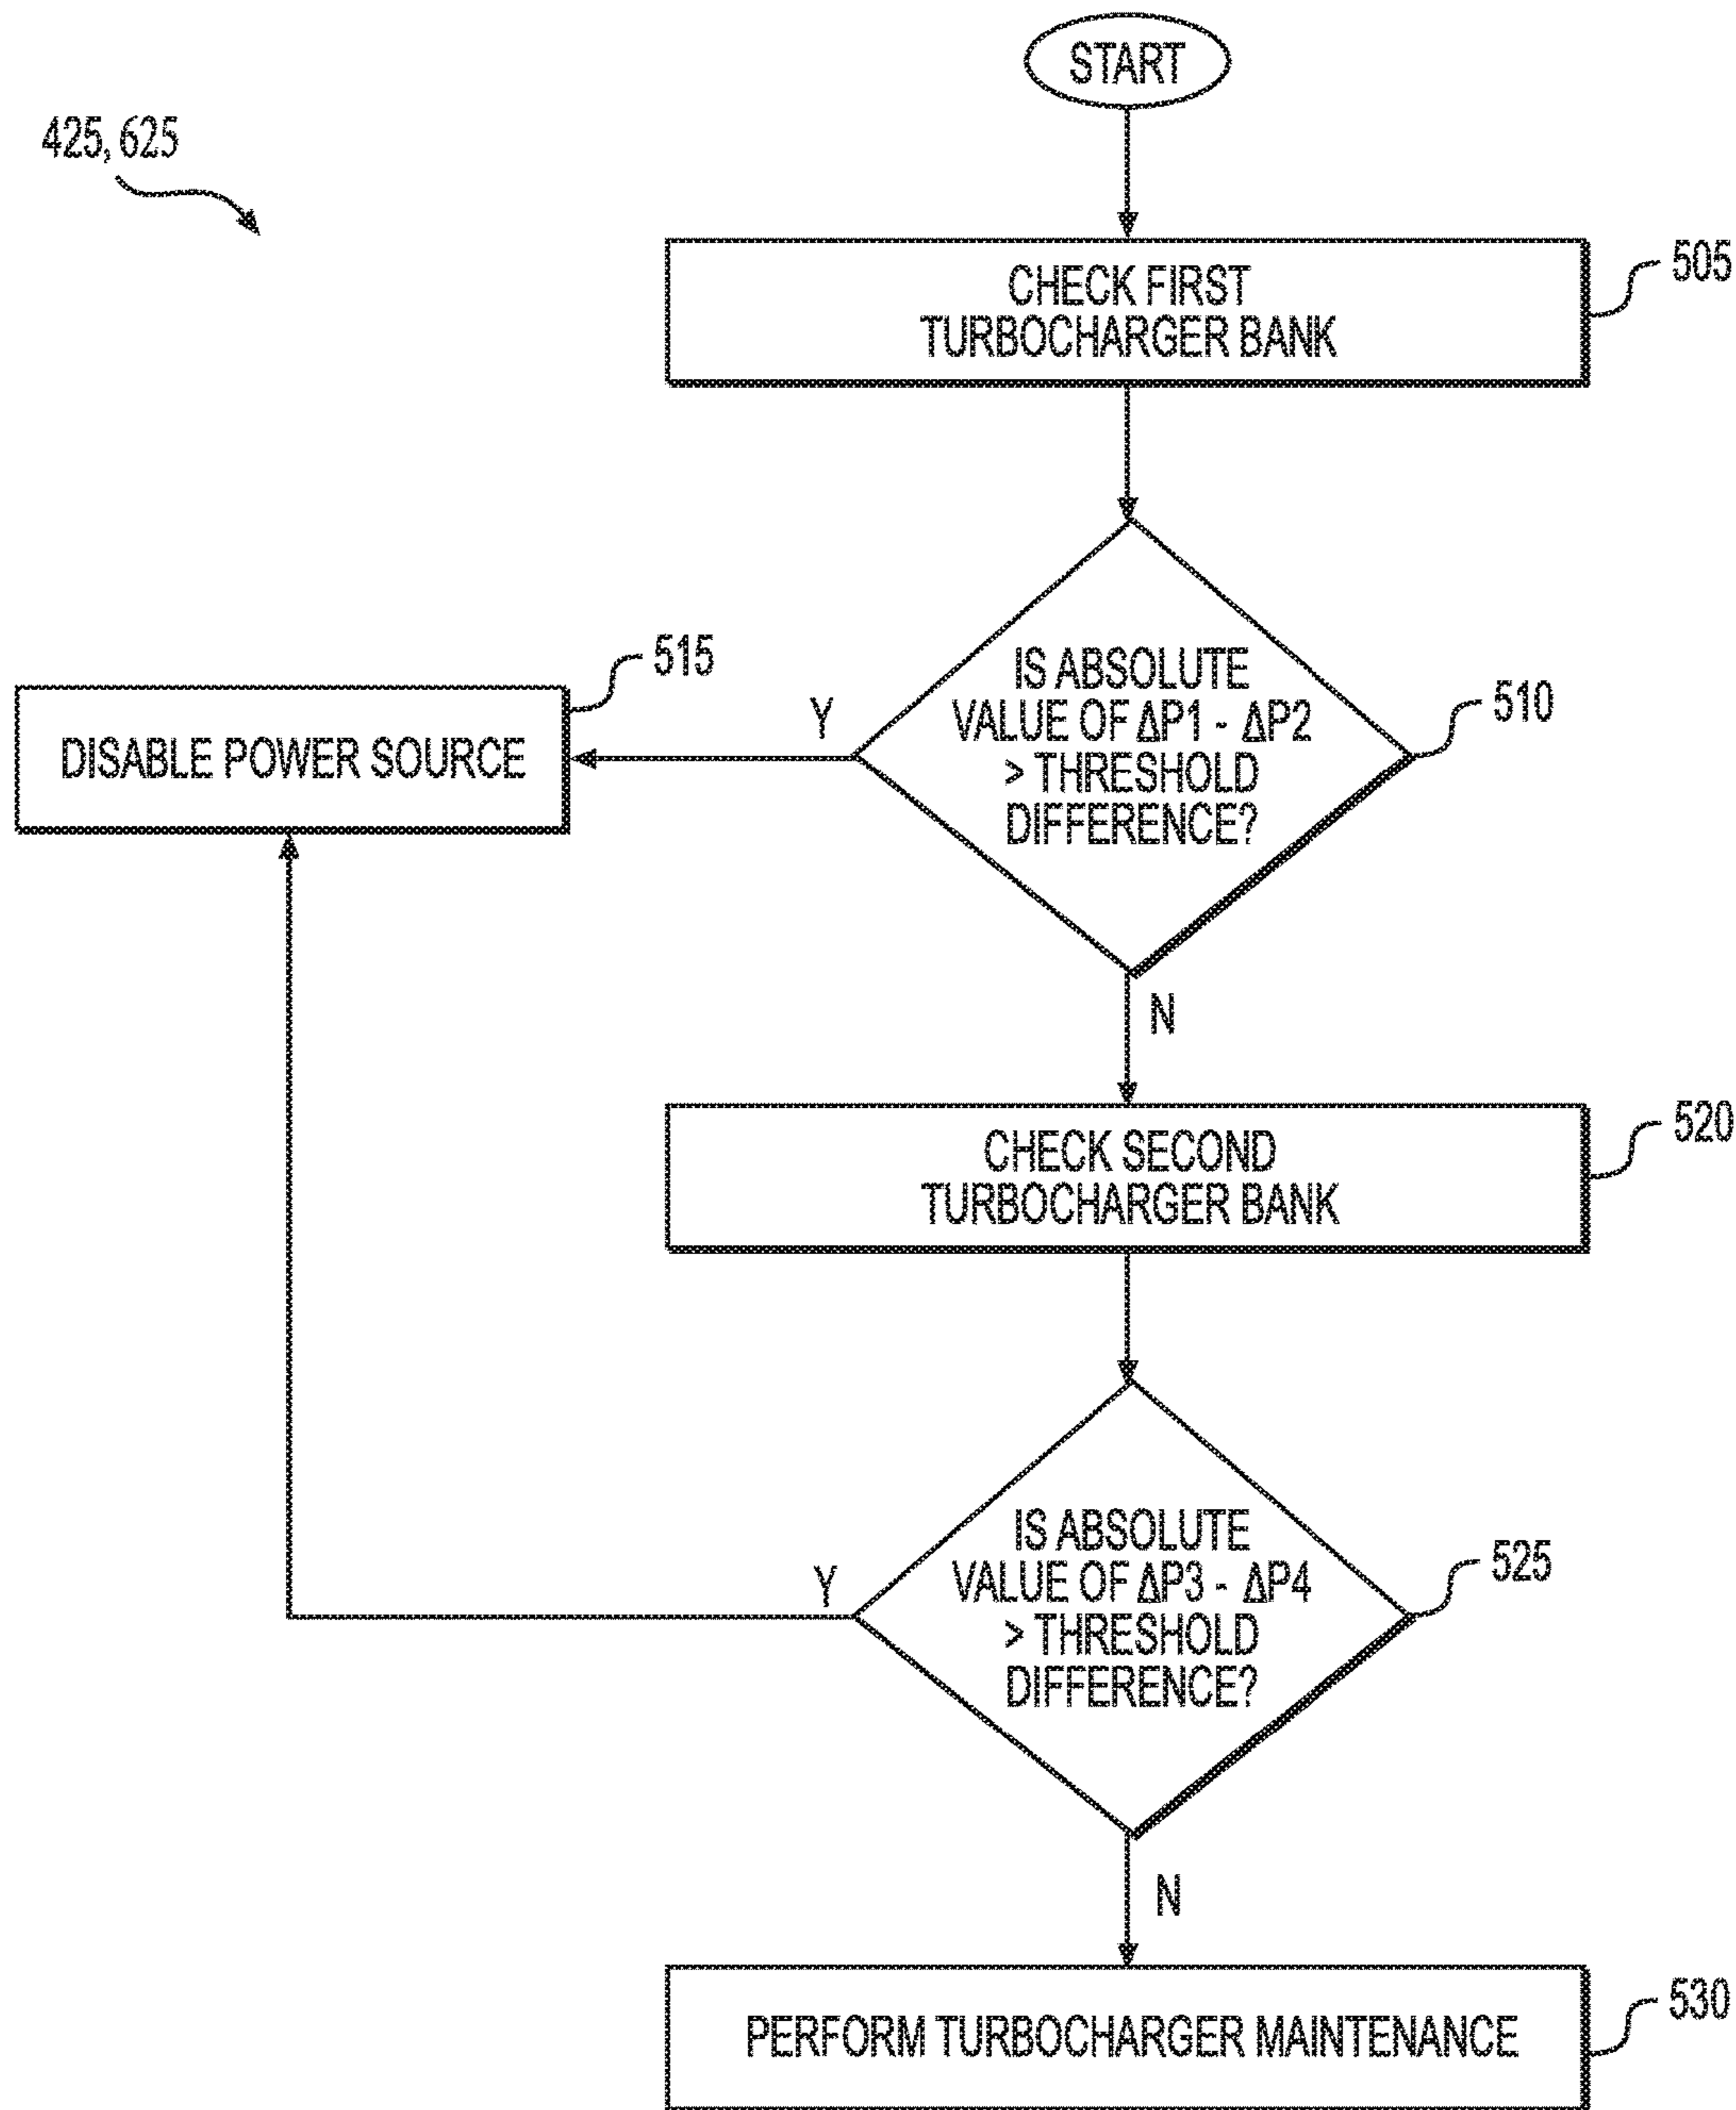 START
425, 625
CHECK FIRST
TURBOCHARGER BANK
505
IS ABSOLUTE
VALUE OF ΔP1 - ΔP2
> THRESHOLD
DIFFERENCE?
510
Y
515
DISABLE POWER SOURCE
N
CHECK SECOND
TURBOCHARGER BANK
520
IS ABSOLUTE
VALUE OF ΔP3 - ΔP4
> THRESHOLD
DIFFERENCE?
525
Y
N
PERFORM TURBOCHARGER MAINTENANCE
530